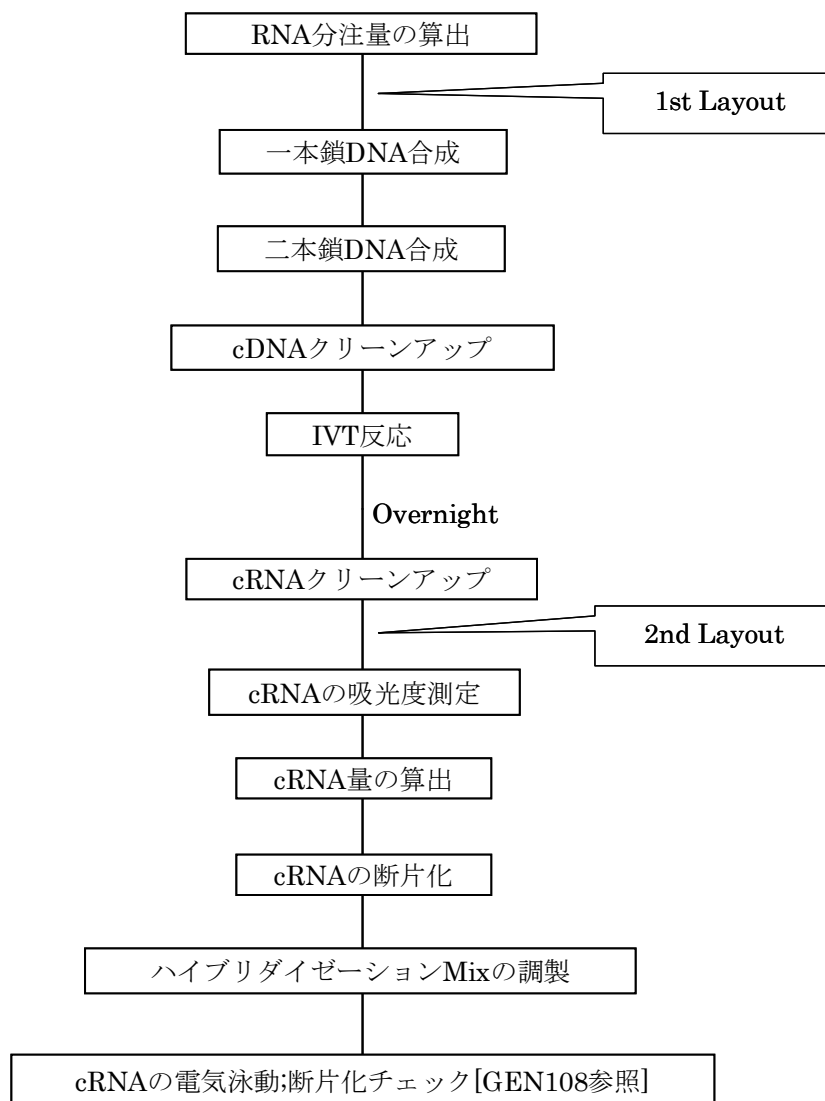 RNA分注量の算出
1st Layout
一本鎖DNA合成
二本鎖DNA合成
cDNAクリーンアップ
IVT反応
Overnight
cRNAクリーンアップ
2nd Layout
cRNAの吸光度測定
cRNA量の算出
cRNAの断片化
ハイブリダイゼーションMixの調製
cRNAの電気泳動;断片化チェック[GEN108参照]